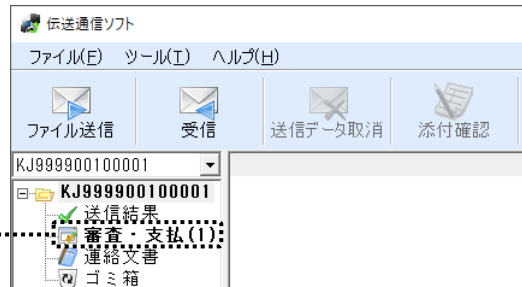 伝送通信ソフト
ファイル(F) ツール(T) ヘルプ(H)
ファイル送信 受信 送信データ取消 添付確認
KJ999900100001
KJ999900100001
送信結果
審査・支払(1)
連絡文書
ゴミ箱